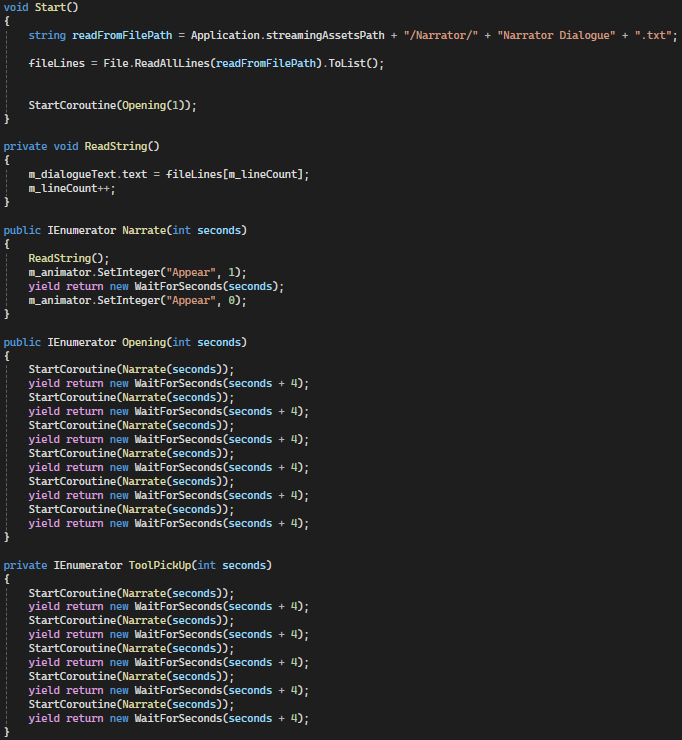 void Start()
{
string readFromFilePath = Application.streamingAssetsPath + "/Narrator/" + "Narrator Dialogue" + ".txt";
fileLines = File.ReadAllLines(readFromFilePath).ToList();
StartCoroutine(Opening(1));
}
private void ReadString()
{
m_dialogueText.text = fileLines[m_lineCount];
m_lineCount++;
}
public IEnumerator Narrate(int seconds)
{
ReadString();
m_animator.SetInteger("Appear", 1);
yield return new WaitForSeconds(seconds);
m_animator.SetInteger("Appear", 0);
}
public IEnumerator Opening(int seconds)
{
StartCoroutine(Narrate(seconds));
yield return new WaitForSeconds(seconds + 4);
StartCoroutine(Narrate(seconds));
yield return new WaitForSeconds(seconds + 4);
StartCoroutine(Narrate(seconds));
yield return new WaitForSeconds(seconds + 4);
StartCoroutine(Narrate(seconds));
yield return new WaitForSeconds(seconds + 4);
StartCoroutine(Narrate(seconds));
yield return new WaitForSeconds(seconds + 4);
StartCoroutine(Narrate(seconds));
yield return new WaitForSeconds(seconds + 4);
}
private IEnumerator ToolPickUp(int seconds)
{
StartCoroutine(Narrate(seconds));
yield return new WaitForSeconds(seconds + 4);
StartCoroutine(Narrate(seconds));
yield return new WaitForSeconds(seconds + 4);
StartCoroutine(Narrate(seconds));
yield return new WaitForSeconds(seconds + 4);
StartCoroutine(Narrate(seconds));
yield return new WaitForSeconds(seconds + 4);
StartCoroutine(Narrate(seconds));
yield return new WaitForSeconds(seconds + 4);
}